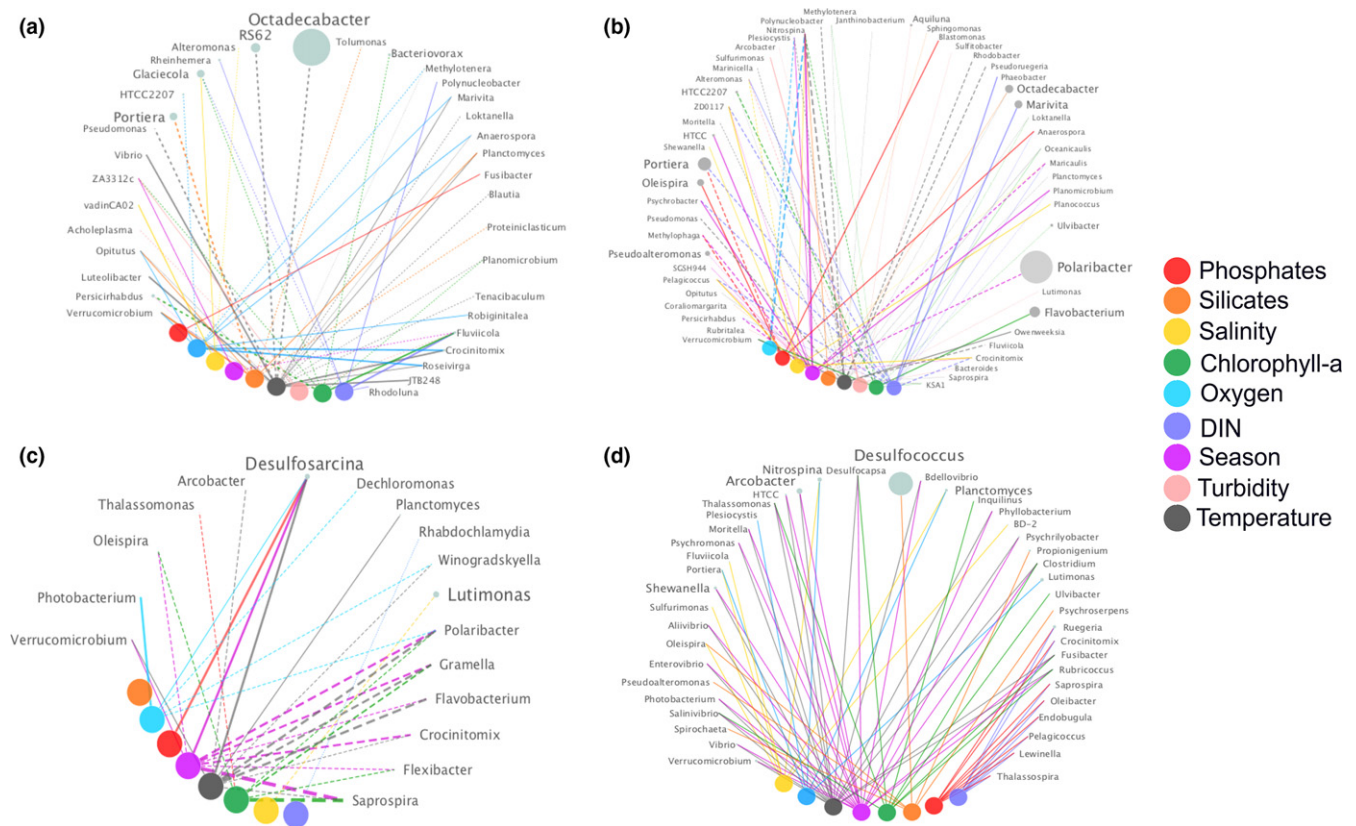 (a)
Octadecabacter
RS62
Tolumonas
Alteromonas
Bacteriovorax
Rheinhemera
Glaciecola
Methylotenera
Polynucleobacter
HTCC2207
Marivita
Portiera
Loktanella
Pseudomonas
Anaerospora
Vibrio
Planctomyces
ZA3312c
Fusibacter
vadinCA02
Blautia
Acholeplasma
Proteiniclasticum
Opitutus
Planomicrobium
Luteolibacter
Persicirhabdus
Tenacibaculum
Verrucomicrobium
Robiginitalea
Fluviicola
Crocinitomix
Roseivirga
JTB248
Rhodoluna
(b)
Methylotenera
Janthinobacterium
Aquiluna
Polynucleobacter
Sphingomonas
Nitrospina
Blastomonas
Plesiocystis
Sulfitobacter
Arcobacter
Rhodobacter
Sulfurimonas
Pseudoruegeria
Marinicella
Phaeobacter
Alteromonas
Octadecabacter
HTCC2207
Marivita
ZD0117
Loktanella
Moritella
Anaerospora
HTCC
Oceanicaulis
Shewanella
Maricaulis
Portiera
Planctomyces
Oleispira
Planomicrobium
Psychrobacter
Planococcus
Pseudomonas
Ulvibacter
Methylophaga
Pseudoalteromonas
Polaribacter
SGSH944
Pelagicoccus
Lutimonas
Opitutus
Coraliomargarita
Flavobacterium
Persicirhabdus
Rubritalea
Owenweeksia
Verrucomicrobium
Fluviicola
Crocinitomix
Bacteroides
Saprospira
KSA1
Phosphates
Silicates
Salinity
Chlorophyll-a
Oxygen
DIN
Season
Turbidity
Temperature
(c)
Desulfosarcina
Arcobacter
Dechloromonas
Thalassomonas
Planctomyces
Oleispira
Rhabdochlamydia
Winogradskyella
Photobacterium
Lutimonas
Verrucomicrobium
Polaribacter
Gramella
Flavobacterium
Crocinitomix
Flexibacter
Saprospira
(d)
Desulfococcus
Nitrospina
Desulfocapsa
Bdellovibrio
Arcobacter
Planctomyces
HTCC
Inquilinus
Thalassomonas
Phyllobacterium
Plesiocystis
BD-2
Moritella
Psychrilyobacter
Psychromonas
Propionigenium
Fluviicola
Clostridium
Portiera
Lutimonas
Shewanella
Ulvibacter
Sulfurimonas
Psychroserpens
Aliivibrio
Ruegeria
Oleispira
Crocinitomix
Enterovibrio
Fusibacter
Pseudoalteromonas
Rubricoccus
Photobacterium
Saprospira
Salinivibrio
Oleibacter
Spirochaeta
Endobugula
Vibrio
Pelagicoccus
Verrucomicrobium
Lewinella
Thalassospira